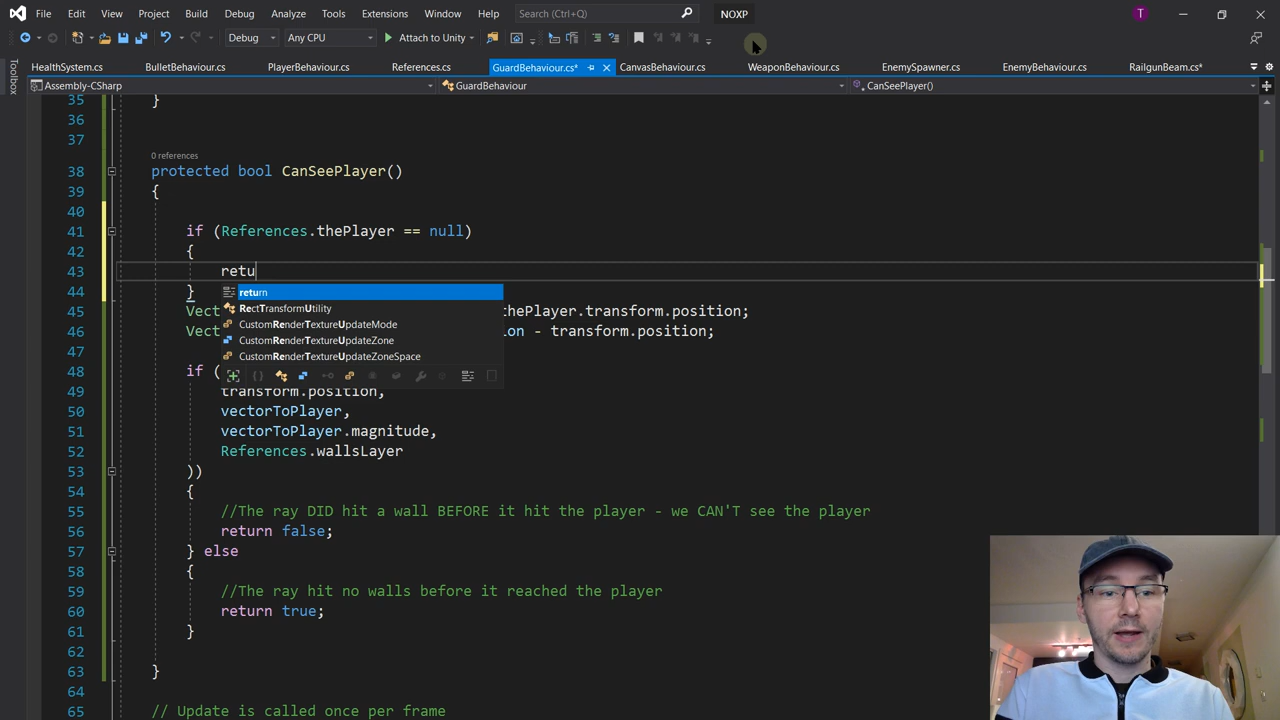 File Edit View Project Build Debug Analyze Tools Extensions Window Help Search (Ctrl+Q) NOXP T
Debug Any CPU Attach to Unity
HealthSystem.cs BulletBehaviour.cs PlayerBehaviour.cs References.cs GuardBehaviour.cs* CanvasBehaviour.cs WeaponBehaviour.cs EnemySpawner.cs EnemyBehaviour.cs RailgunBeam.cs*
Toolbox
Assembly-CSharp GuardBehaviour CanSeePlayer()
35 }
36
37
0 references
38 protected bool CanSeePlayer()
39 {
40
41 if (References.thePlayer == null)
42 {
43 retu
return
44 }
RectTransformUtility
45 Vect thePlayer.transform.position;
CustomRenderTextureUpdateMode
46 Vect on - transform.position;
CustomRenderTextureUpdateZone
47
CustomRenderTextureUpdateZoneSpace
48 if (
49 transform.position,
50 vectorToPlayer,
51 vectorToPlayer.magnitude,
52 References.wallsLayer
53 ))
54 {
55 //The ray DID hit a wall BEFORE it hit the player - we CAN'T see the player
56 return false;
57 } else
58 {
59 //The ray hit no walls before it reached the player
60 return true;
61 }
62
63 }
64
65 // Update is called once per frame